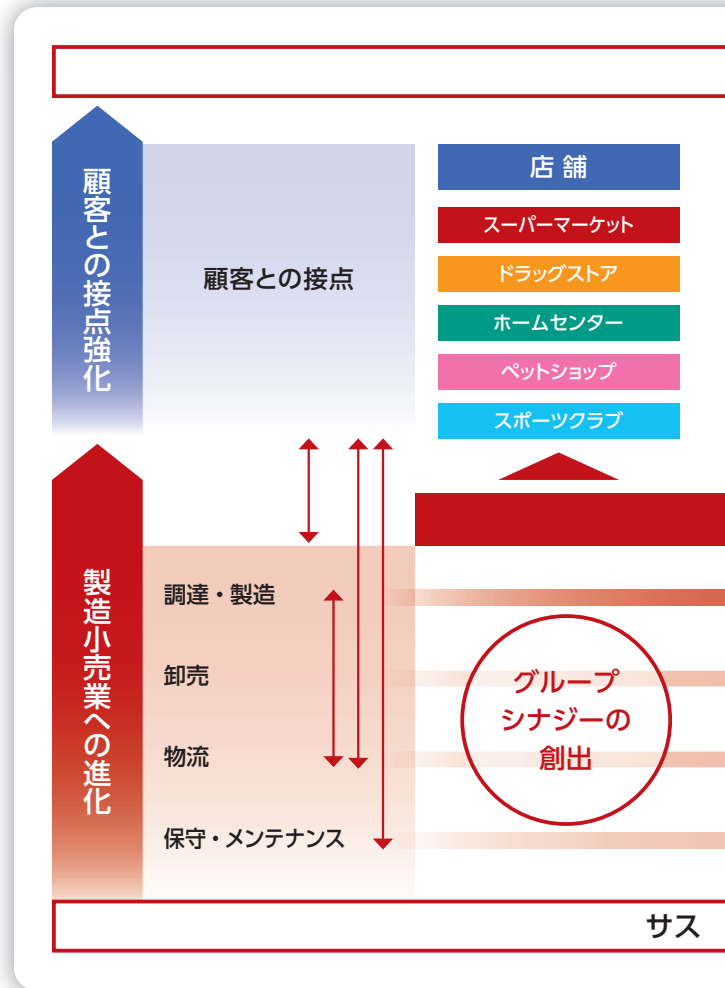 顧客との接点強化
顧客との接点
店舗
スーパーマーケット
ドラッグストア
ホームセンター
ペットショップ
スポーツクラブ
製造小売業への進化
調達・製造
卸売
物流
保守・メンテナンス
グループ
シナジーの
創出
サス